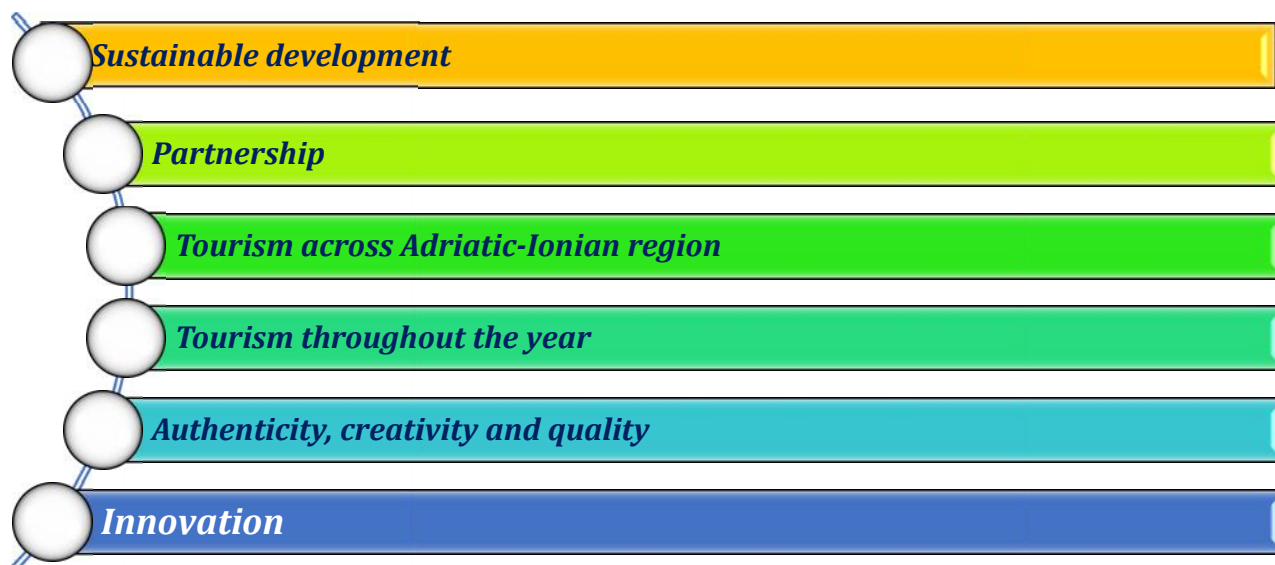 Sustainable development
Partnership
Tourism across Adriatic-Ionian region
Tourism throughout the year
Authenticity, creativity and quality
Innovation